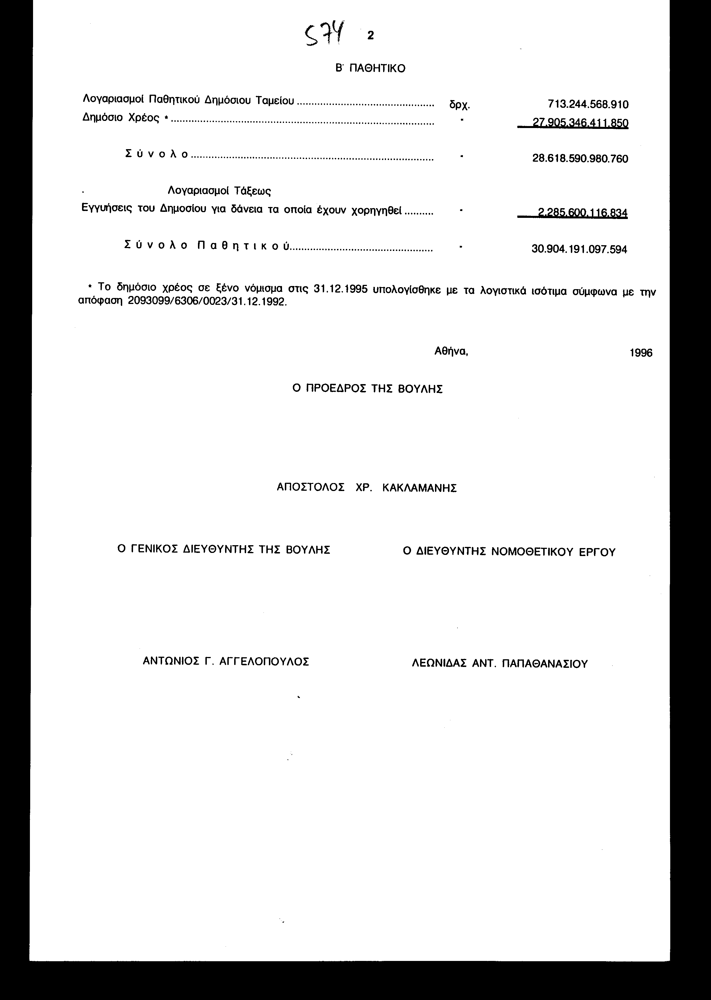 574 2
Β' ΠΑΘΗΤΙΚΟ
Λογαριασμοί Παθητικού Δημόσιου Ταμείου ........................................ δρχ. 713.244.568.910
Δημόσιο Χρέος * ........................................ " 27.905.346.411.850
Σ ύ ν ο λ ο ........................................ " 28.618.590.980.760
Λογαριασμοί Τάξεως
Εγγυήσεις του Δημοσίου για δάνεια τα οποία έχουν χορηγηθεί .......... " 2.285.600.116.834
Σ ύ ν ο λ ο Π α θ η τ ι κ ο ύ ........................................ " 30.904.191.097.594
* Το δημόσιο χρέος σε ξένο νόμισμα στις 31.12.1995 υπολογίσθηκε με τα λογιστικά ισότιμα σύμφωνα με την
απόφαση 2093099/6306/0023/31.12.1992.
Αθήνα, 1996
Ο ΠΡΟΕΔΡΟΣ ΤΗΣ ΒΟΥΛΗΣ
ΑΠΟΣΤΟΛΟΣ ΧΡ. ΚΑΚΛΑΜΑΝΗΣ
Ο ΓΕΝΙΚΟΣ ΔΙΕΥΘΥΝΤΗΣ ΤΗΣ ΒΟΥΛΗΣ Ο ΔΙΕΥΘΥΝΤΗΣ ΝΟΜΟΘΕΤΙΚΟΥ ΕΡΓΟΥ
ΑΝΤΩΝΙΟΣ Γ. ΑΓΓΕΛΟΠΟΥΛΟΣ ΛΕΩΝΙΔΑΣ ΑΝΤ. ΠΑΠΑΘΑΝΑΣΙΟΥ